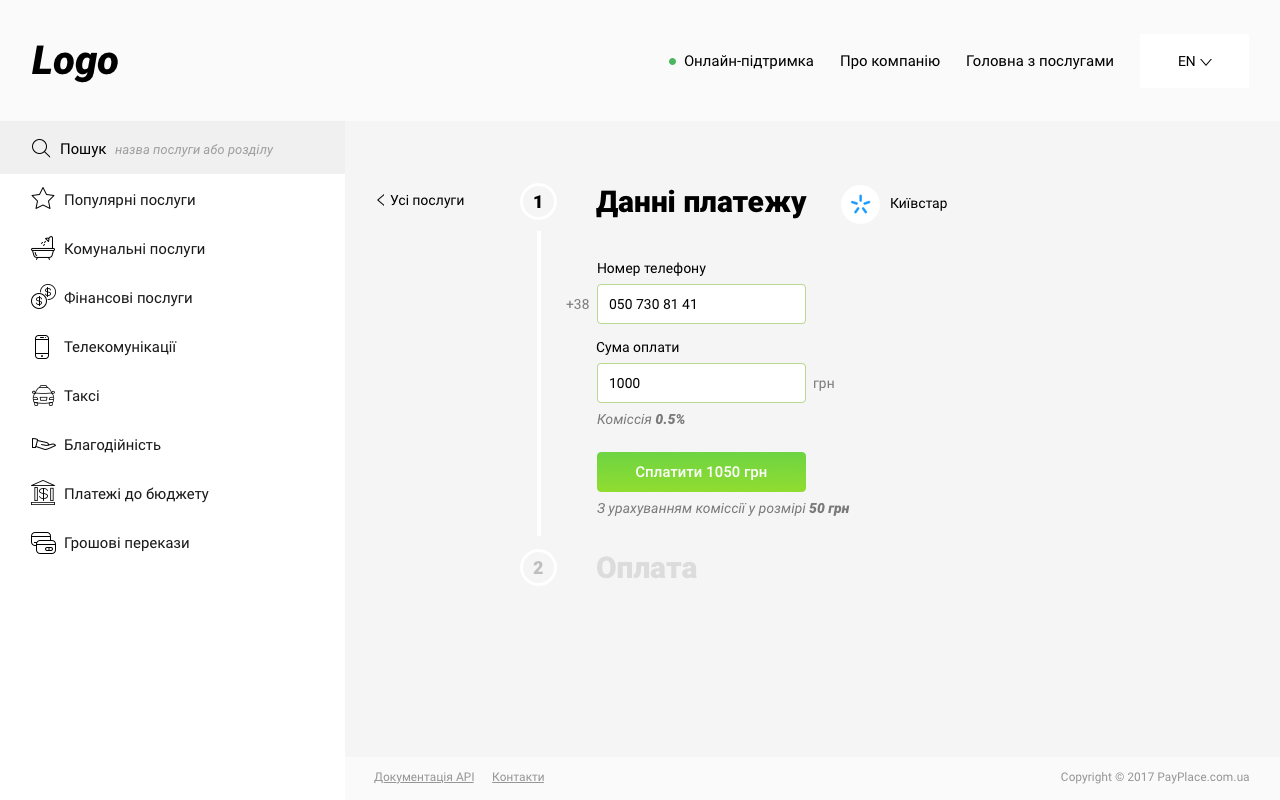 Logo
Онлайн-підтримка
Про компанію
Головна з послугами
EN
Пошук назва послуги або розділу
Популярні послуги
Комунальні послуги
Фінансові послуги
Телекомунікації
Таксі
Благодійність
Платежі до бюджету
Грошові перекази
Усі послуги
1
Данні платежу
Київстар
Номер телефону
+38 050 730 81 41
Сума оплати
1000 грн
Коміссія 0.5%
Сплатити 1050 грн
З урахуванням коміссії у розмірі 50 грн
2
Оплата
Документація API
Контакти
Copyright © 2017 PayPlace.com.ua